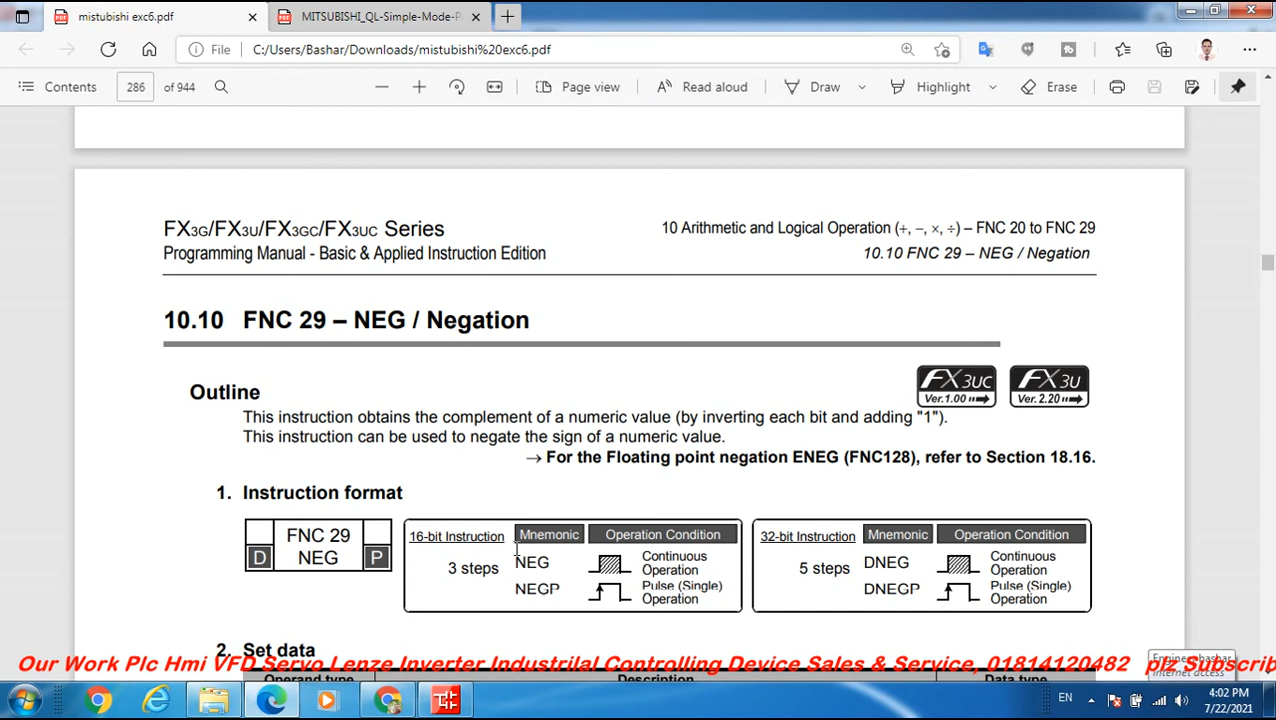 mistubishi exc6.pdf
MITSUBISHI_QL-Simple-Mode-P
File
C:/Users/Bashar/Downloads/mistubishi%20exc6.pdf
Contents
286
of 944
Page view
Read aloud
Draw
Highlight
Erase
FX3G/FX3U/FX3GC/FX3UC Series
10 Arithmetic and Logical Operation (+, −, ×, ÷) – FNC 20 to FNC 29
Programming Manual - Basic & Applied Instruction Edition
10.10 FNC 29 – NEG / Negation
10.10 FNC 29 – NEG / Negation
Outline
FX3UC
Ver.1.00
FX3U
Ver.2.20
This instruction obtains the complement of a numeric value (by inverting each bit and adding "1").
This instruction can be used to negate the sign of a numeric value.
→ For the Floating point negation ENEG (FNC128), refer to Section 18.16.
1. Instruction format
FNC 29
D NEG P
16-bit Instruction Mnemonic Operation Condition
3 steps
NEG Continuous Operation
NEGP Pulse (Single) Operation
32-bit Instruction Mnemonic Operation Condition
5 steps
DNEG Continuous Operation
DNEGP Pulse (Single) Operation
2. Set data
Operand type Description Data type
Our Work Plc Hmi VFD Servo Lenze Inverter Industrilal Controlling Device Sales & Service, 01814120482 plz Subscrib
Internet access
EN
4:02 PM
7/22/2021